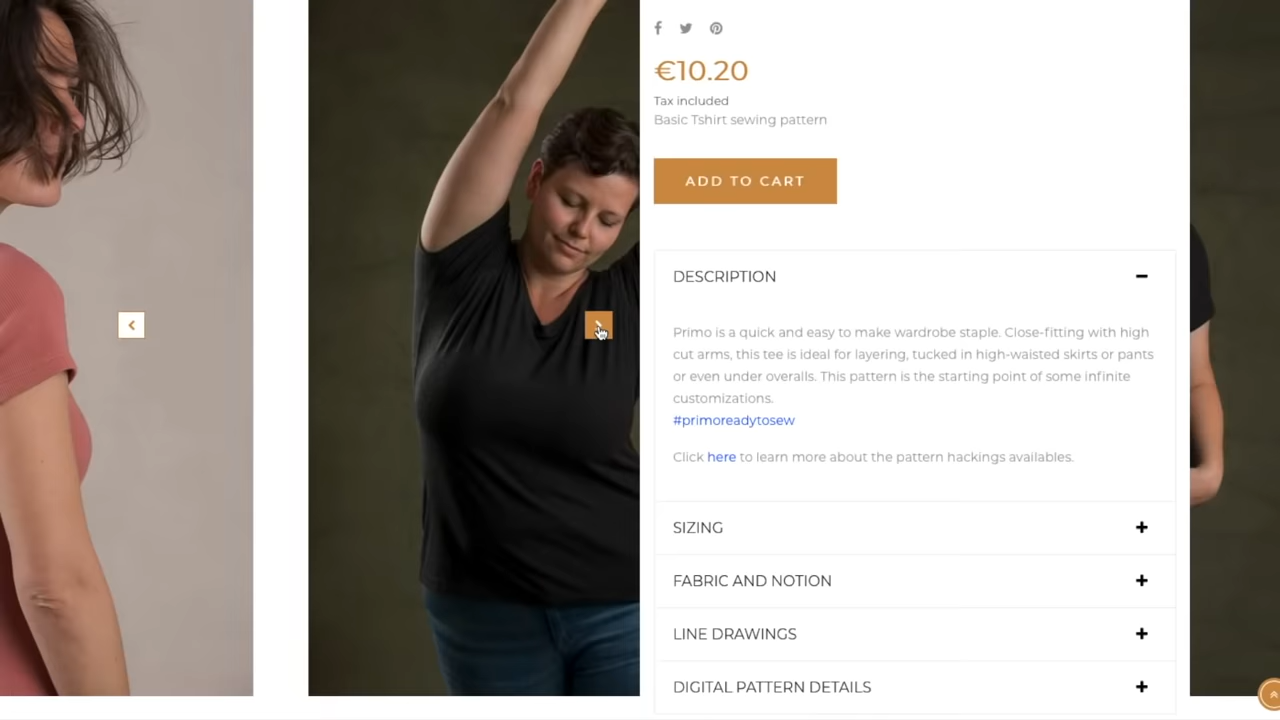 €10.20
Tax included
Basic Tshirt sewing pattern
ADD TO CART
DESCRIPTION
Primo is a quick and easy to make wardrobe staple. Close-fitting with high
cut arms, this tee is ideal for layering, tucked in high-waisted skirts or pants
or even under overalls. This pattern is the starting point of some infinite
customizations.
#primoreadytosew
Click here to learn more about the pattern hackings availables.
SIZING
FABRIC AND NOTION
LINE DRAWINGS
DIGITAL PATTERN DETAILS